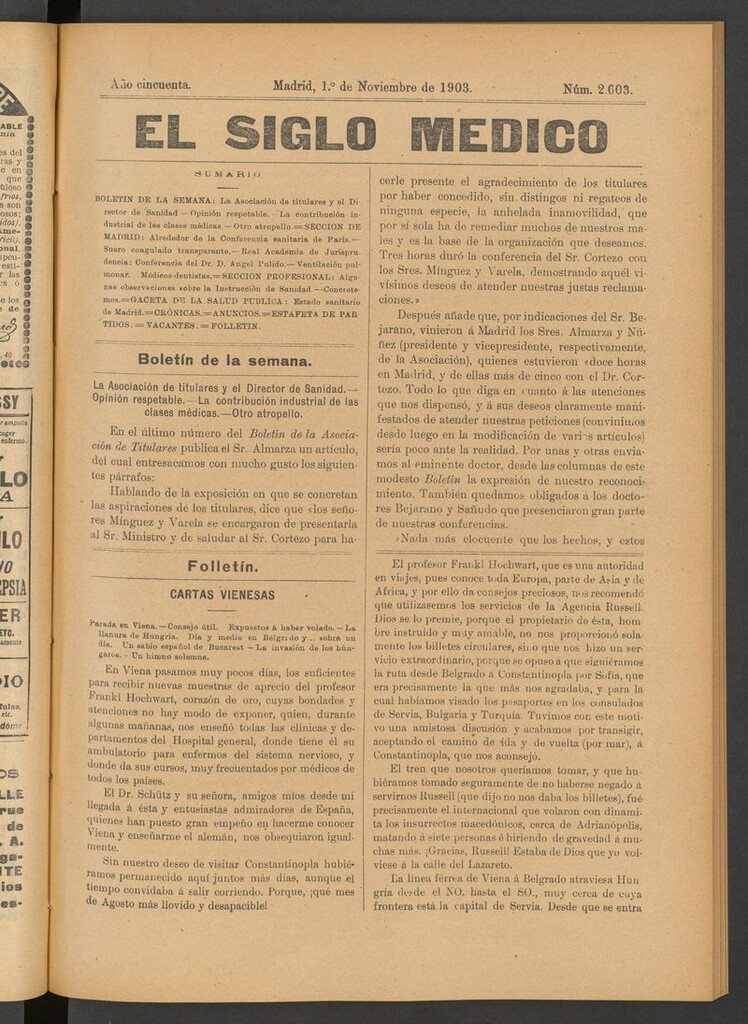 Año cincuenta.
Madrid, 1.º de Noviembre de 1903.
Núm. 2.603.
EL SIGLO MEDICO
SUMARIO
BOLETIN DE LA SEMANA: La Asociación de titulares y el Di-
rector de Sanidad — Opinión respetable. — La contribución in-
dustrial de las clases médicas. — Otro atropello. = SECCION DE
MADRID: Alrededor de la Conferencia sanitaria de París. —
Suero coagulado transparente. — Real Academia de Jurispru-
dencia: Conferencia del Dr. D. Angel Pulido. — Ventilación pul-
monar. Médicos-dentistas. = SECCION PROFESIONAL: Algu-
nas observaciones sobre la Instrucción de Sanidad — Concrete-
mos. = GACETA DE LA SALUD PUBLICA: Estado sanitario
de Madrid. = CRÓNICAS. = ANUNCIOS. = ESTAFETA DE PAR-
TIDOS. = VACANTES. = FOLLETIN.
Boletín de la semana.
La Asociación de titulares y el Director de Sanidad. —
Opinión respetable. — La contribución industrial de las
clases médicas. — Otro atropello.
En el último número del Boletin de la Asocia-
ción de Titulares publica el Sr. Almarza un artículo,
del cual entresacamos con mucho gusto los siguien-
tes párrafos:
Hablando de la exposición en que se concretan
las aspiraciones de los titulares, dice que «los seño-
res Mínguez y Varela se encargaron de presentarla
al Sr. Ministro y de saludar al Sr. Cortezo para ha-
cerle presente el agradecimiento de los titulares
por haber concedido, sin distingos ni regateos de
ninguna especie, la anhelada inamovilidad, que
por sí sola ha de remediar muchos de nuestros ma-
les y es la base de la organización que deseamos.
Tres horas duró la conferencia del Sr. Cortezo con
los Sres. Mínguez y Varela, demostrando aquél vi-
vísimos deseos de atender nuestras justas reclama-
ciones.»
Después añade que, por indicaciones del Sr. Be-
jarano, vinieron á Madrid los Sres. Almarza y Nú-
ñez (presidente y vicepresidente, respectivamente,
de la Asociación), quienes estuvieron «doce horas
en Madrid, y de ellas más de cinco con el Dr. Cor-
tezo. Todo lo que diga en cuanto á las atenciones
que nos dispensó, y á sus deseos claramente mani-
festados de atender nuestras peticiones (convinimos
desde luego en la modificación de varios artículos)
sería poco ante la realidad. Por unas y otras envia-
mos al eminente doctor, desde las columnas de este
modesto Boletín la expresión de nuestro reconoci-
miento. También quedamos obligados á los docto-
res Bejarano y Sañudo que presenciaron gran parte
de nuestras conferencias.
»Nada más elocuente que los hechos, y estos
Folletín.
CARTAS VIENESAS
Parada en Viena. — Consejo útil. Expuestos á haber volado. — La
llanura de Hungría. Día y medio en Belgrado y... sobra un
día. Un sabio español de Bucarest — La invasión de los hún-
garos. - Un himno solemne.
En Viena pasamos muy pocos días, los suficientes
para recibir nuevas muestras de aprecio del profesor
Frankl Hochwart, corazón de oro, cuyas bondades y
atenciones no hay modo de exponer, quien, durante
algunas mañanas, nos enseñó todas las clínicas y de-
partamentos del Hospital general, donde tiene él su
ambulatorio para enfermos del sistema nervioso, y
donde da sus cursos, muy frecuentados por médicos de
todos los países.
El Dr. Schütz y su señora, amigos míos desde mi
llegada á ésta y entusiastas admiradores de España,
quienes han puesto gran empeño en hacerme conocer
Viena y enseñarme el alemán, nos obsequiaron igual-
mente.
Sin nuestro deseo de visitar Constantinopla hubié-
ramos permanecido aquí juntos más días, aunque el
tiempo convidaba á salir corriendo. Porque, ¡qué mes
de Agosto más llovido y desapacible!
El profesor Frankl Hochwart, que es una autoridad
en viajes, pues conoce toda Europa, parte de Asia y de
Africa, y por ello da consejos preciosos, nos recomendó
que utilizásemos los servicios de la Agencia Russell.
Dios se lo premie, porque el propietario de ésta, hom
bre instruído y muy amable, no nos proporcionó sola
mente los billetes circulares, sino que nos hizo un ser-
vicio extraordinario, porque se opuso á que siguiéramos
la ruta desde Belgrado á Constantinopla por Sofía, que
era precisamente la que más nos agradaba, y para la
cual habíamos visado los pasaportes en los consulados
de Servia, Bulgaria y Turquía Tuvimos con este moti-
vo una amistosa discusión y acabamos por transigir,
aceptando el camino de ida y de vuelta (por mar), á
Constantinopla, que nos aconsejó.
El tren que nosotros queríamos tomar, y que hu-
biéramos tomado seguramente de no haberse negado á
servirnos Russell (que dijo no nos daba los billetes), fué
precisamente el internacional que volaron con dinami-
ta los insurrectos macedónicos, cerca de Adrianópolis,
matando á siete personas é hiriendo de gravedad á mu-
chas más. ¡Gracias, Russell! Estaba de Dios que yo vol-
viese á la calle del Lazareto.
La línea férrea de Viena á Belgrado atraviesa Hun
gría desde el NO. hasta el SO., muy cerca de cuya
frontera está la capital de Servia. Desde que se entra